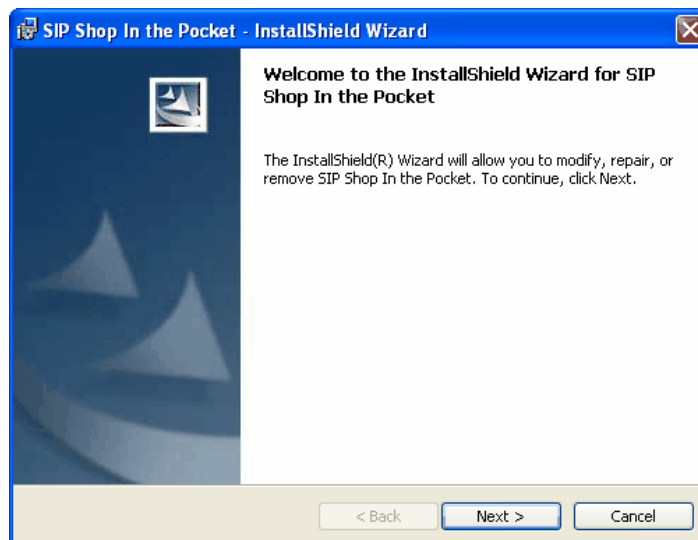 SIP Shop In the Pocket - InstallShield Wizard
Welcome to the InstallShield Wizard for SIP
Shop In the Pocket
The InstallShield(R) Wizard will allow you to modify, repair, or
remove SIP Shop In the Pocket. To continue, click Next.
< Back Next > Cancel